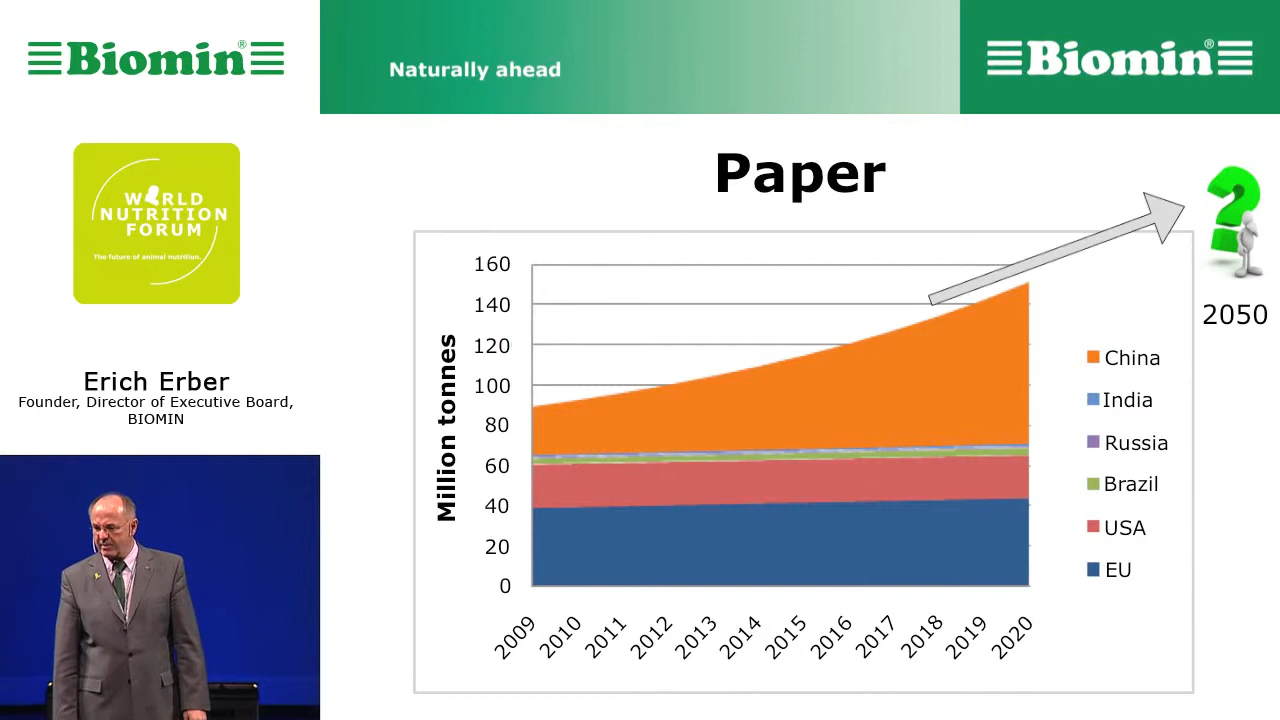 Biomin®
Naturally ahead
Biomin®
WORLD
NUTRITION
FORUM
The future of animal nutrition.
Erich Erber
Founder, Director of Executive Board,
BIOMIN
Paper
2050
Million tonnes
160
140
120
100
80
60
40
20
0
2009
2010
2011
2012
2013
2014
2015
2016
2017
2018
2019
2020
China
India
Russia
Brazil
USA
EU